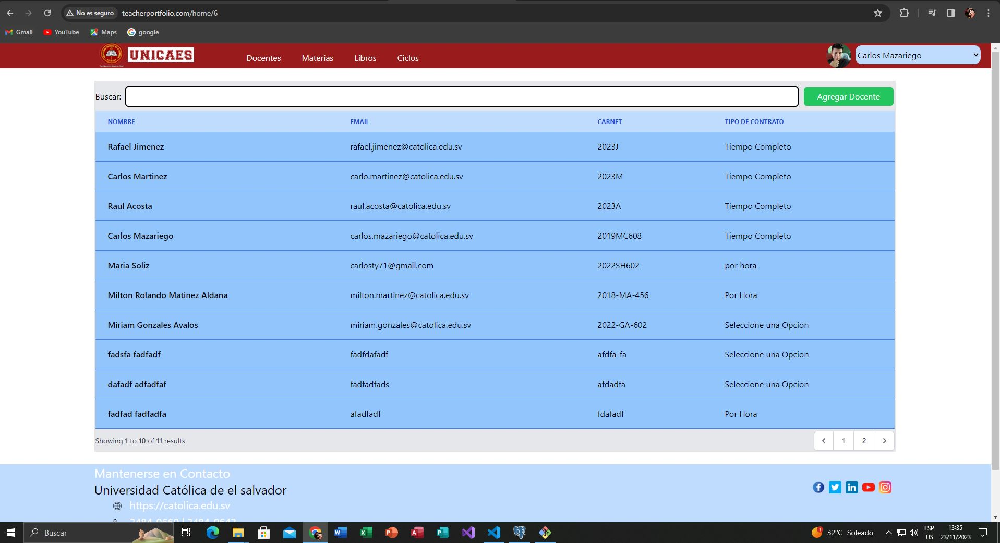 No es seguro teacherportfolio.com/home/6
Gmail YouTube Maps google
UNICAES Docentes Materias Libros Ciclos Carlos Mazariego
Buscar: Agregar Docente
NOMBRE EMAIL CARNET TIPO DE CONTRATO
Rafael Jimenez rafael.jimenez@catolica.edu.sv 2023J Tiempo Completo
Carlos Martinez carlo.martinez@catolica.edu.sv 2023M Tiempo Completo
Raul Acosta raul.acosta@catolica.edu.sv 2023A Tiempo Completo
Carlos Mazariego carlos.mazariego@catolica.edu.sv 2019MC608 Tiempo Completo
Maria Soliz carlosty71@gmail.com 2022SH602 por hora
Milton Rolando Matinez Aldana milton.martinez@catolica.edu.sv 2018-MA-456 Por Hora
Miriam Gonzales Avalos miriam.gonzales@catolica.edu.sv 2022-GA-602 Seleccione una Opcion
fadsfa fadfadf fadfdafadf afdfa-fa Seleccione una Opcion
dafadf adfadfaf fadfadfads afdadfa Seleccione una Opcion
fadfad fadfadfa afadfadf fdafadf Por Hora
Showing 1 to 10 of 11 results 1 2
Mantenerse en Contacto
Universidad Católica de el salvador
https://catolica.edu.sv
2484-0660 | 2484-0642
Buscar 32°C Soleado ESP US 13:35 23/11/2023